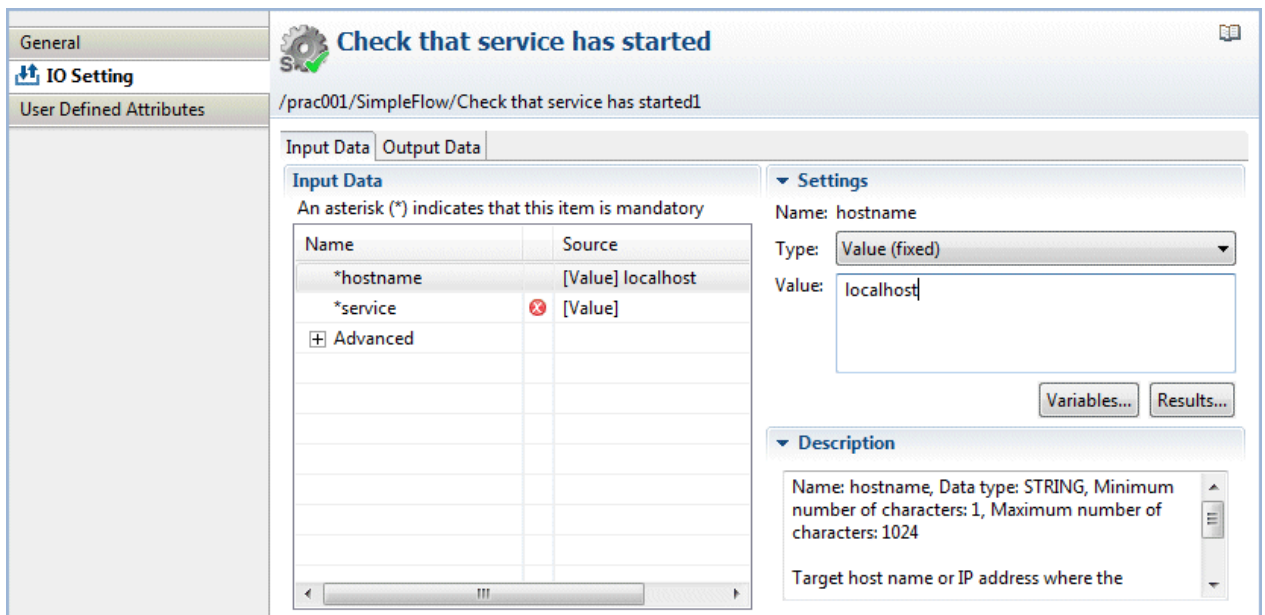 General
IO Setting
User Defined Attributes
Check that service has started
/prac001/SimpleFlow/Check that service has started1
Input Data Output Data
Input Data
An asterisk (*) indicates that this item is mandatory
Name Source
*hostname [Value] localhost
*service [Value]
Advanced
Settings
Name: hostname
Type: Value (fixed)
Value: localhost
Variables... Results...
Description
Name: hostname, Data type: STRING, Minimum
number of characters: 1, Maximum number of
characters: 1024
Target host name or IP address where the